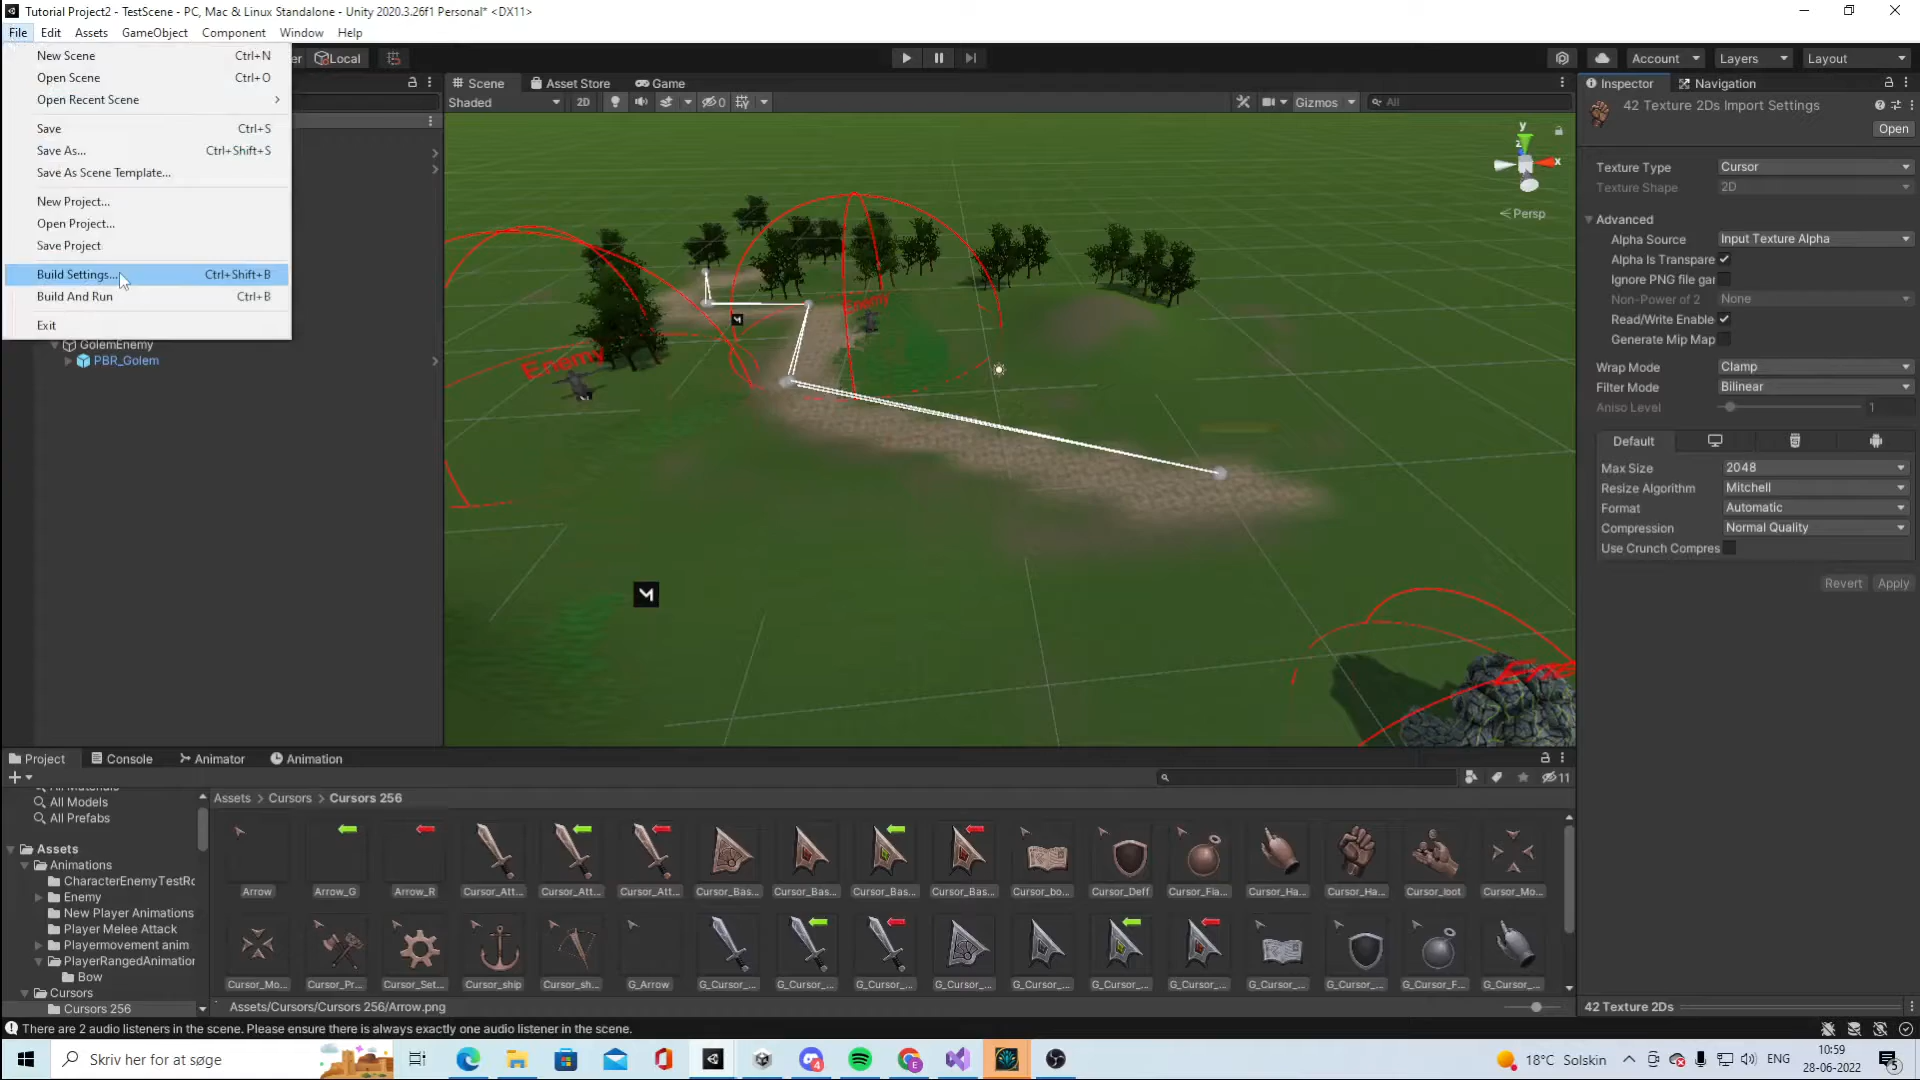 Tutorial Project2 - TestScene - PC, Mac & Linux Standalone - Unity 2020.3.26f1 Personal* <DX11>
File Edit Assets GameObject Component Window Help
New Scene Ctrl+N
Open Scene Ctrl+O
Open Recent Scene
Save Ctrl+S
Save As... Ctrl+Shift+S
Save As Scene Template...
New Project...
Open Project...
Save Project
Build Settings... Ctrl+Shift+B
Build And Run Ctrl+B
Exit
Local
Account Layers Layout
Scene Asset Store Game
Shaded 2D 0 Gizmos All
GolemEnemy
PBR_Golem
Enemy
Enemy
y
z
x
Persp
Inspector Navigation
42 Texture 2Ds Import Settings
Open
Texture Type Cursor
Texture Shape 2D
Advanced
Alpha Source Input Texture Alpha
Alpha Is Transpare
Ignore PNG file gar
Non-Power of 2 None
Read/Write Enable
Generate Mip Map
Wrap Mode Clamp
Filter Mode Bilinear
Aniso Level 1
Default
Max Size 2048
Resize Algorithm Mitchell
Format Automatic
Compression Normal Quality
Use Crunch Compres
Revert Apply
Project Console Animator Animation
11
All Materials
All Models
All Prefabs
Assets
Animations
CharacterEnemyTestRo
Enemy
New Player Animations
Player Melee Attack
Playermovement anim
PlayerRangedAnimation
Bow
Cursors
Cursors 256
Assets > Cursors > Cursors 256
Arrow Arrow_G Arrow_R Cursor_Att... Cursor_Att... Cursor_Att... Cursor_Bas... Cursor_Bas... Cursor_Bas... Cursor_Bas... Cursor_bo... Cursor_Deff Cursor_Fla... Cursor_Ha... Cursor_Ha... Cursor_loot Cursor_Mo...
Cursor_Mo... Cursor_Pr... Cursor_Set... Cursor_ship Cursor_sh... G_Arrow G_Cursor_... G_Cursor_... G_Cursor_... G_Cursor_... G_Cursor_... G_Cursor_... G_Cursor_... G_Cursor_... G_Cursor_... G_Cursor_F... G_Cursor_...
Assets/Cursors/Cursors 256/Arrow.png
42 Texture 2Ds
There are 2 audio listeners in the scene. Please ensure there is always exactly one audio listener in the scene.
Skriv her for at søge
4
18°C Solskin
ENG
10:59
28-06-2022
5